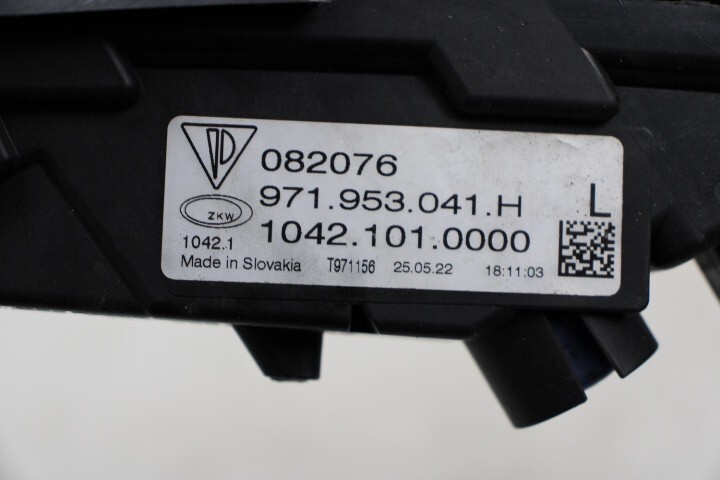 082076
971.953.041.H L
ZKW
1042.1 1042.101.0000
Made in Slovakia T971156 25.05.22 18:11:03